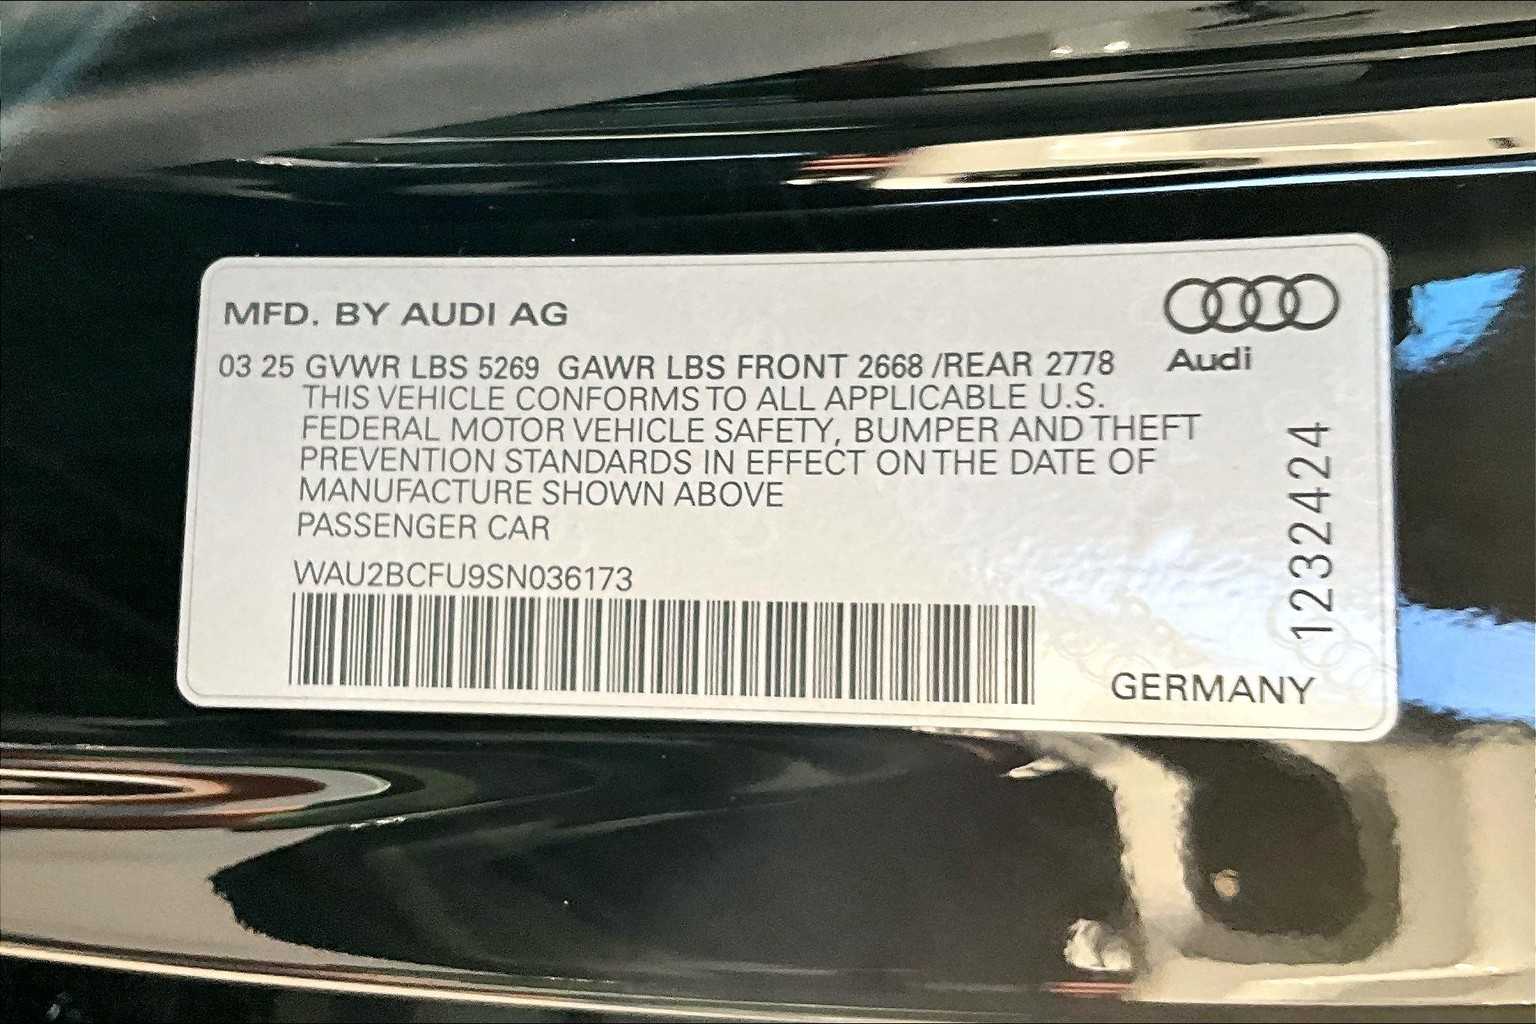 MFD. BY AUDI AG
Audi
03 25 GVWR LBS 5269 GAWR LBS FRONT 2668 /REAR 2778
THIS VEHICLE CONFORMS TO ALL APPLICABLE U.S.
FEDERAL MOTOR VEHICLE SAFETY, BUMPER AND THEFT
PREVENTION STANDARDS IN EFFECT ON THE DATE OF
MANUFACTURE SHOWN ABOVE
PASSENGER CAR
WAU2BCFU9SN036173
GERMANY
1232424